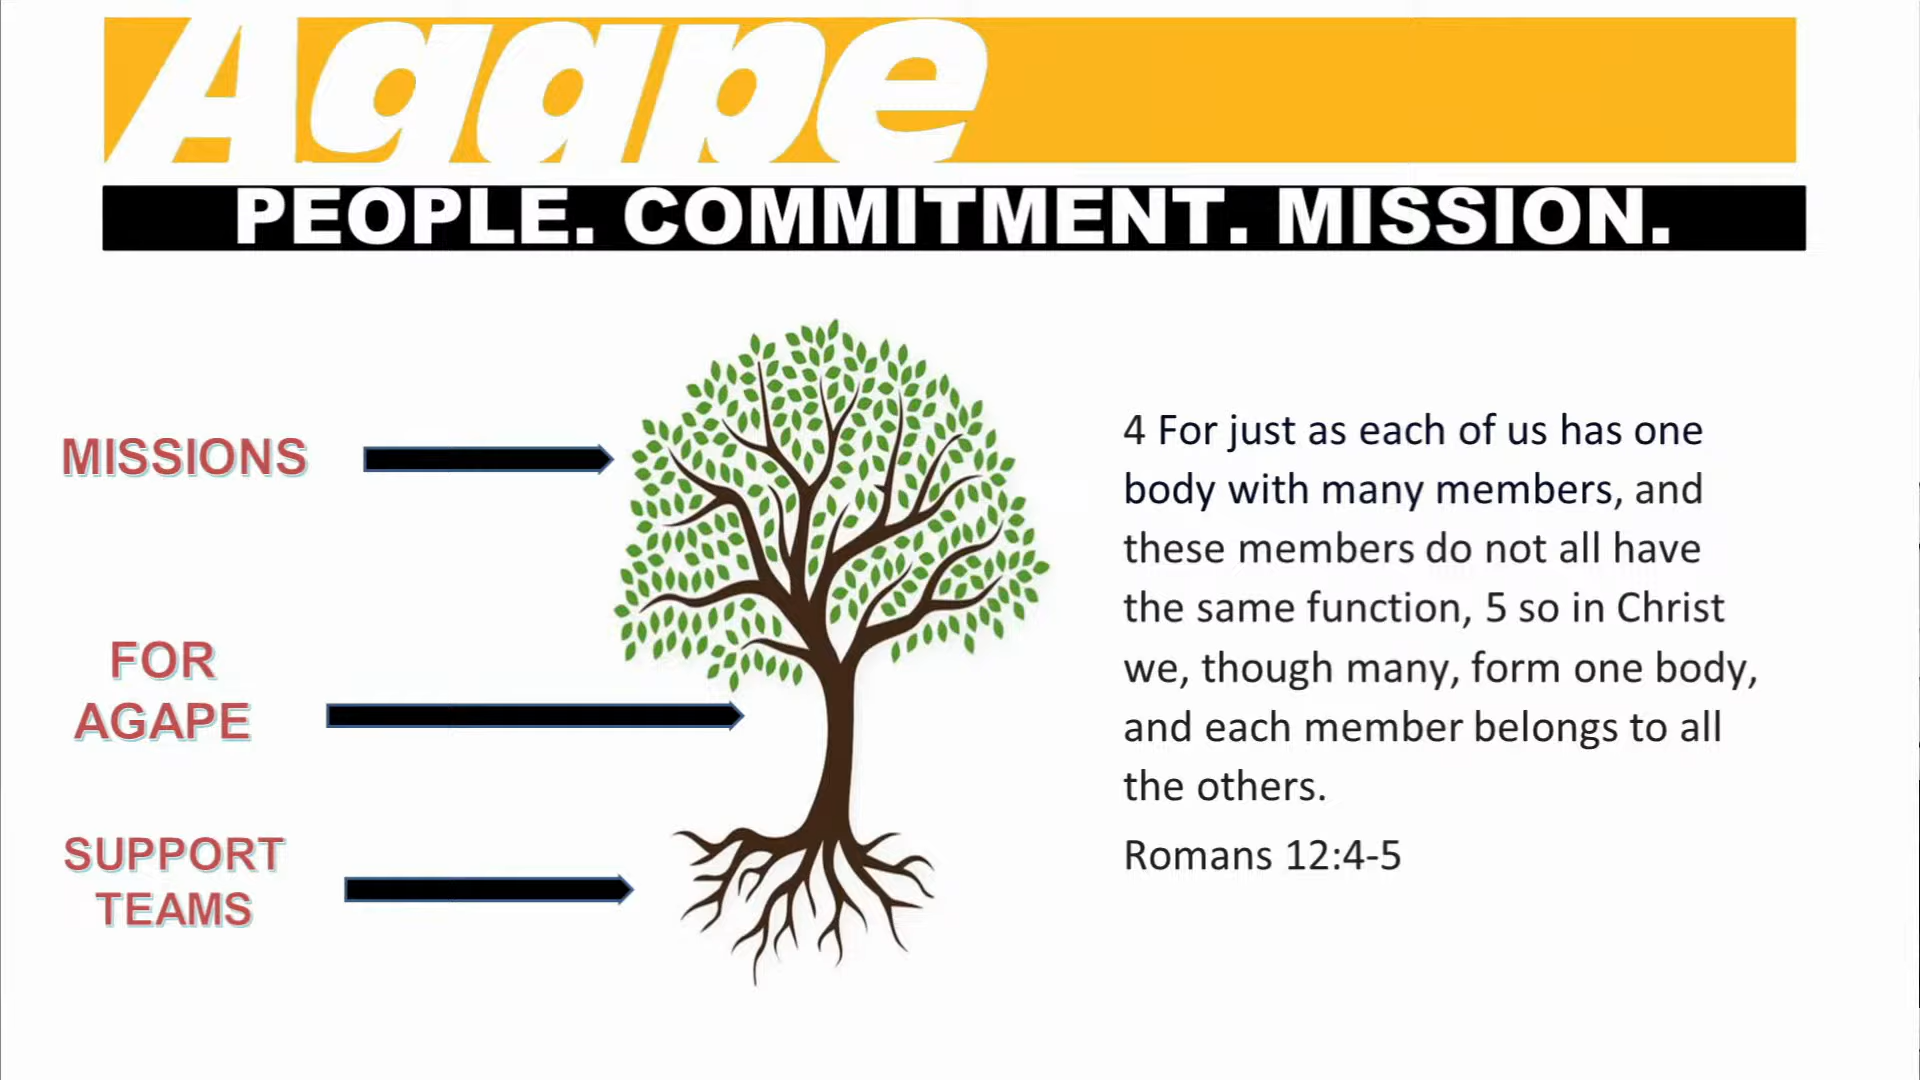 Agape
PEOPLE. COMMITMENT. MISSION.
MISSIONS
FOR
AGAPE
SUPPORT
TEAMS
4 For just as each of us has one
body with many members, and
these members do not all have
the same function, 5 so in Christ
we, though many, form one body,
and each member belongs to all
the others.
Romans 12:4-5